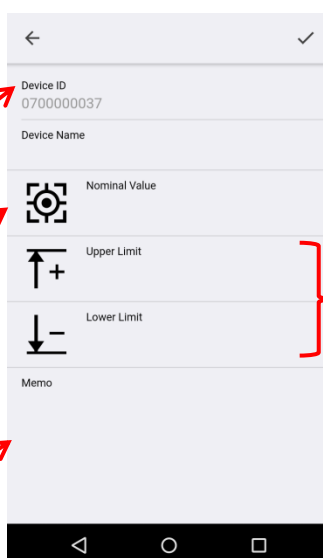 Device ID
0700000037
Device Name
Nominal Value
Upper Limit
Lower Limit
Memo